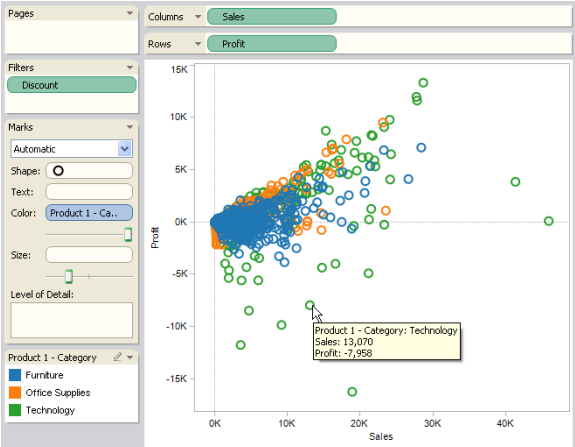 Pages
Columns
Sales
Rows
Profit
Filters
Discount
Marks
Automatic
Shape:
Text:
Color:
Product 1 - Ca...
Size:
Level of Detail:
Product 1 - Category
Furniture
Office Supplies
Technology
15K
10K
5K
0K
-5K
-10K
-15K
Profit
Product 1 - Category: Technology
Sales: 13,070
Profit: -7,958
0K
10K
20K
30K
40K
Sales